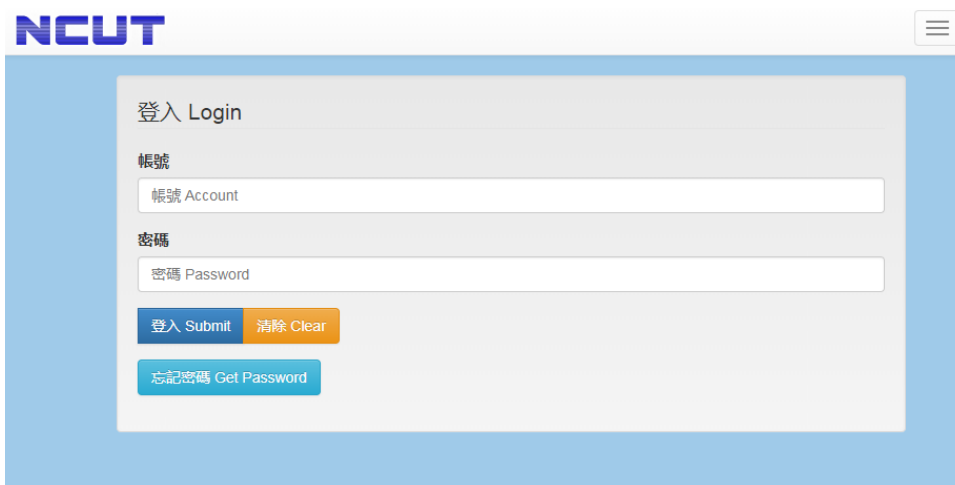 NCUT
登入 Login
帳號
帳號 Account
密碼
密碼 Password
登入 Submit 清除 Clear
忘記密碼 Get Password